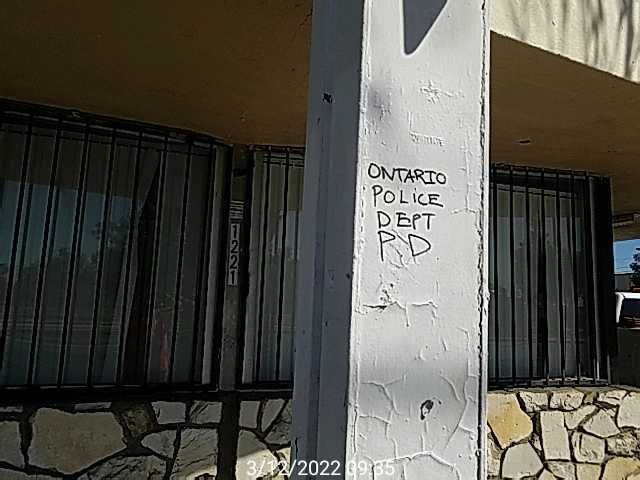 ONTARIO
POLICE
DEPT
PD
1221
3/12/2022 09:35